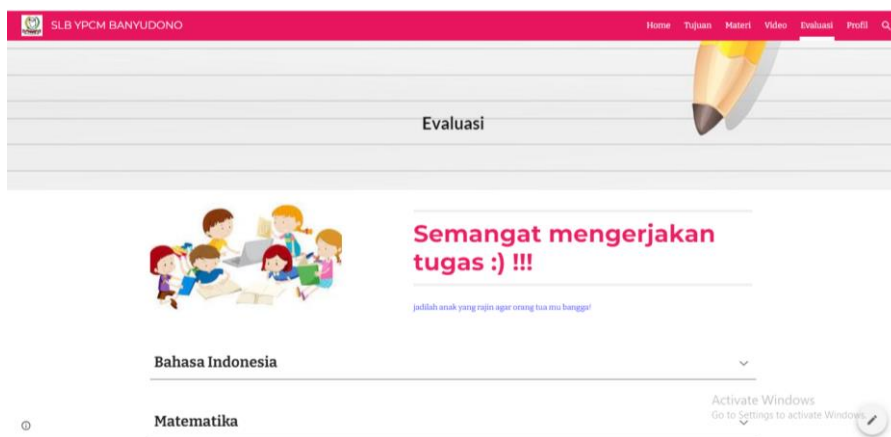 SLB YPCM BANYUDONO
Home Tujuan Materi Video Evaluasi Profil
Evaluasi
Semangat mengerjakan
tugas :) !!!
jadilah anak yang rajin agar orang tua mu bangga!
Bahasa Indonesia
Matematika
Activate Windows
Go to Settings to activate Windows.